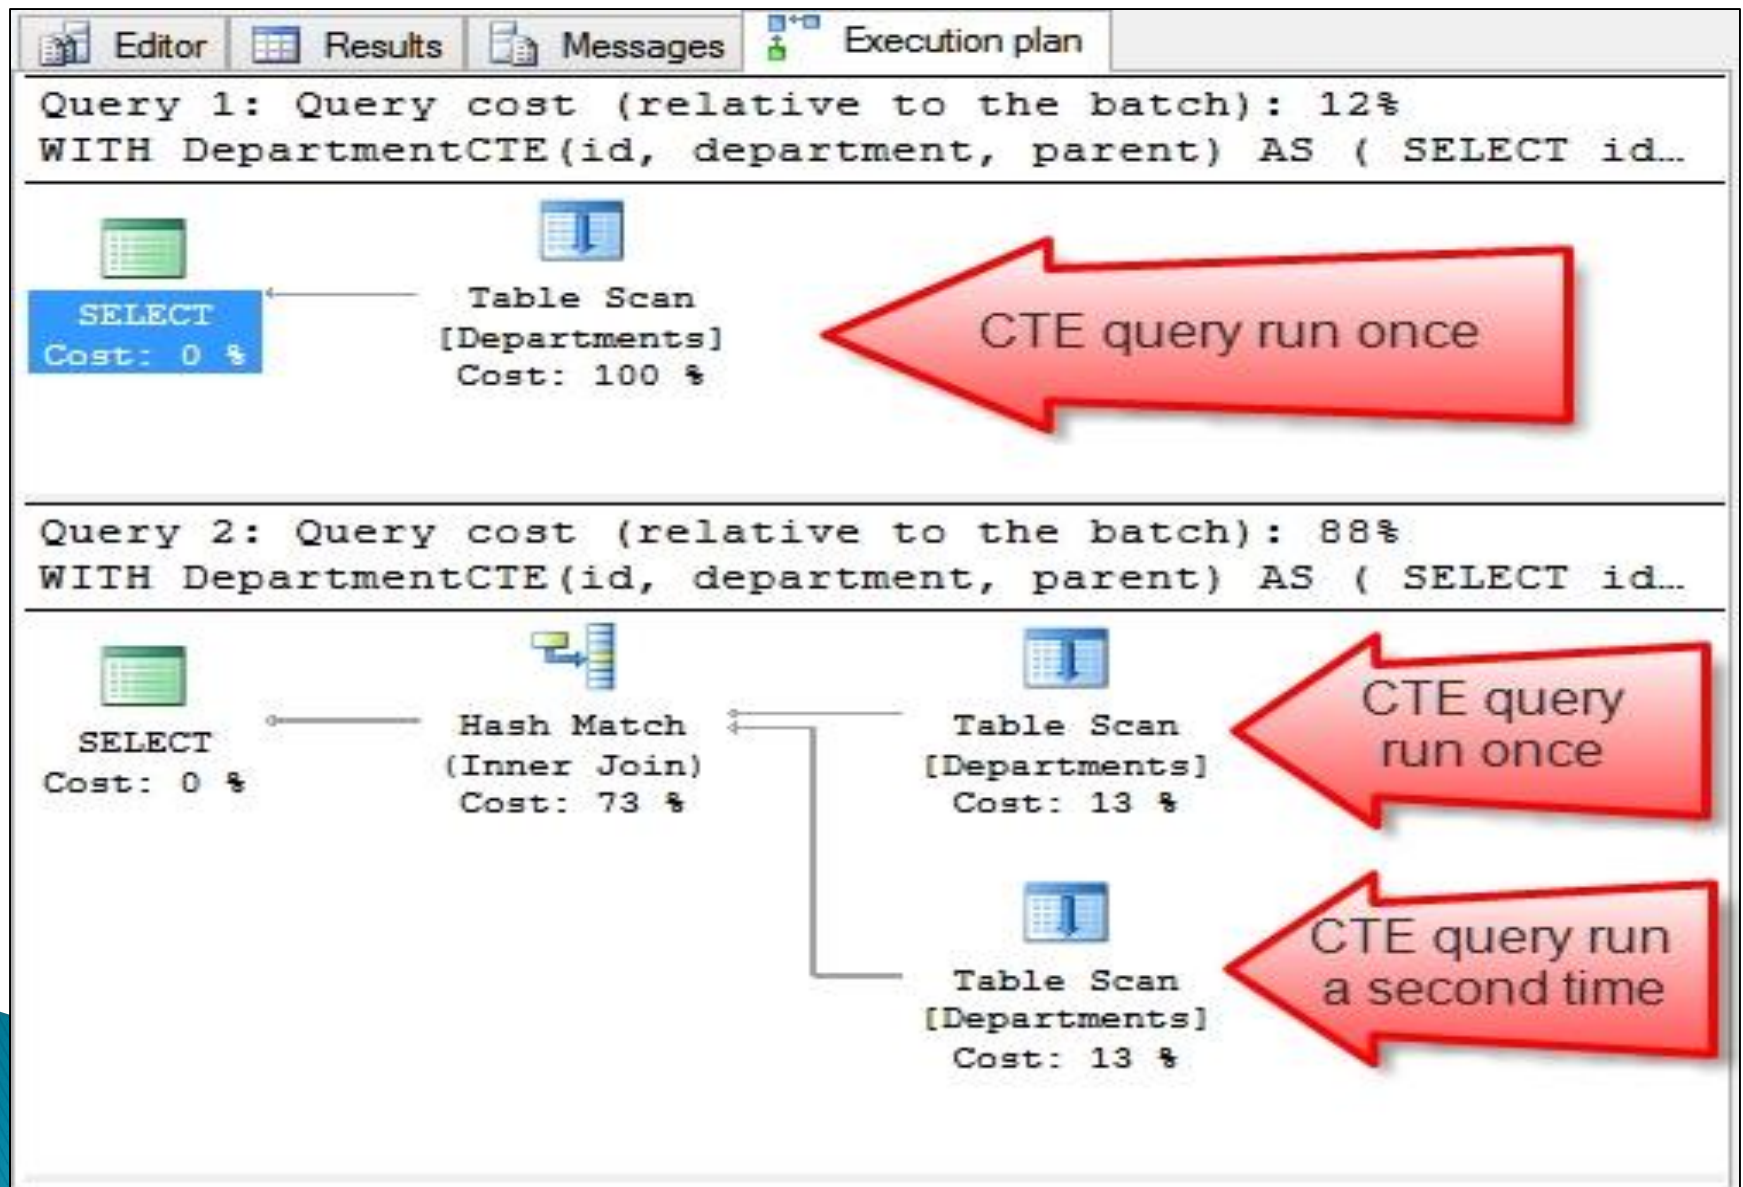 Editor Results Messages Execution plan
Query 1: Query cost (relative to the batch): 12%
WITH DepartmentCTE(id, department, parent) AS ( SELECT id…
SELECT
Cost: 0 %
Table Scan
[Departments]
Cost: 100 %
CTE query run once
Query 2: Query cost (relative to the batch): 88%
WITH DepartmentCTE(id, department, parent) AS ( SELECT id…
SELECT
Cost: 0 %
Hash Match
(Inner Join)
Cost: 73 %
Table Scan
[Departments]
Cost: 13 %
CTE query
run once
Table Scan
[Departments]
Cost: 13 %
CTE query run
a second time